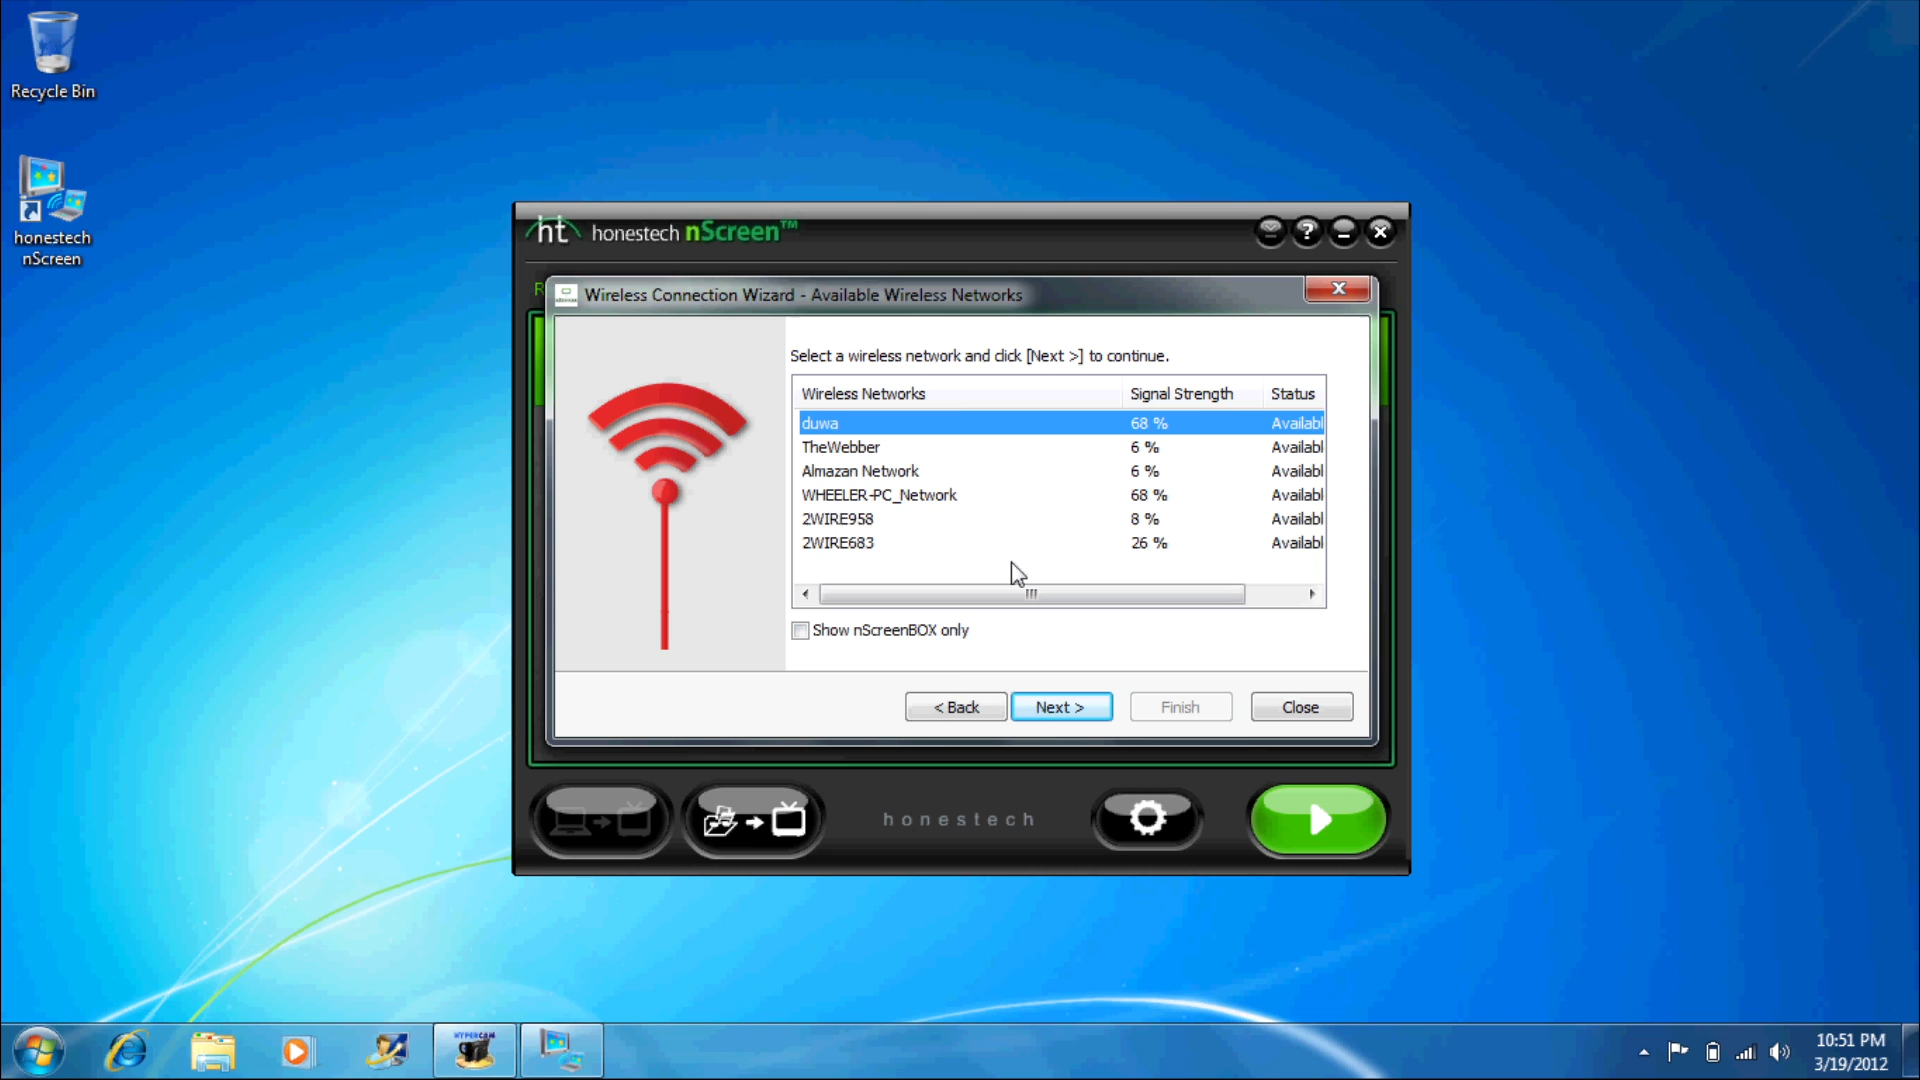 Recycle Bin
honestech
nScreen
ht honestech nScreen™
?
R
Wireless Connection Wizard - Available Wireless Networks
Select a wireless network and click [Next >] to continue.
Wireless Networks Signal Strength Status
duwa 68 % Availabl
TheWebber 6 % Availabl
Almazan Network 6 % Availabl
WHEELER-PC_Network 68 % Availabl
2WIRE958 8 % Availabl
2WIRE683 26 % Availabl
Show nScreenBOX only
< Back Next > Finish Close
honestech
HYPERCAM
10:51 PM
3/19/2012